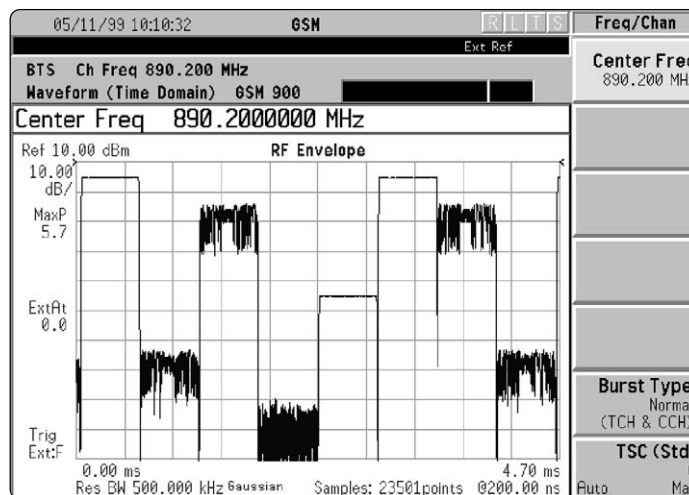 05/11/99 10:10:32 GSM R L T S Freq/Chan
Ext Ref
BTS Ch Freq 890.200 MHz
Waveform (Time Domain) GSM 900
Center Freq 890.2000000 MHz
Center Freq
890.200 MHz
Ref 10.00 dBm RF Envelope
10.00
dB/
MaxP
5.7
ExtAt
0.0
Trig
Ext:F
0.00 ms 4.70 ms
Res BW 500.000 kHz Gaussian Samples: 23501points @200.00 ns
Burst Type
Norma
(TCH & CCH)
TSC (Std
Auto Ma